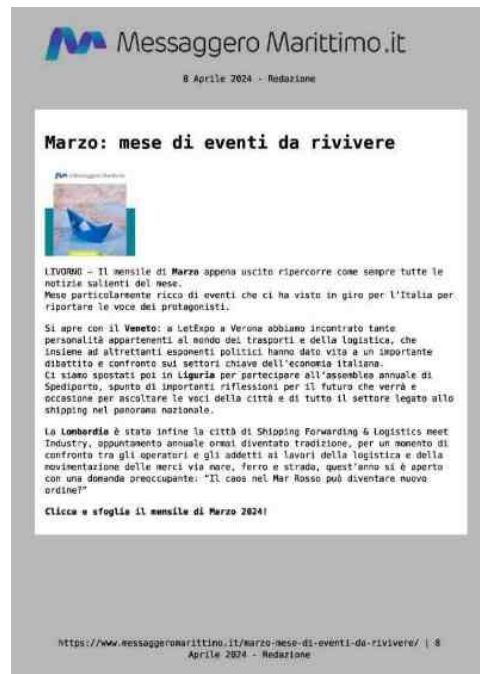 Messaggero Marittimo.it
8 Aprile 2024 - Redazione
Marzo: mese di eventi da rivivere
Messaggero Marittimo
LIVORNO – Il mensile di Marzo appena uscito ripercorre come sempre tutte le
notizie salienti del mese.
Mese particolarmente ricco di eventi che ci ha visto in giro per l'Italia per
riportare le voce dei protagonisti.
Si apre con il Veneto: a LetExpo a Verona abbiamo incontrato tante
personalità appartenenti al mondo dei trasporti e della logistica, che
insieme ad altrettanti esponenti politici hanno dato vita a un importante
dibattito e confronto sui settori chiave dell'economia italiana.
Ci siamo spostati poi in Liguria per partecipare all'assemblea annuale di
Spediporto, spunto di importanti riflessioni per il futuro che verrà e
occasione per ascoltare le voci della città e di tutto il settore legato allo
shipping nel panorama nazionale.
La Lombardia è stata infine la città di Shipping Forwarding & Logistics meet
Industry, appuntamento annuale ormai diventato tradizione, per un momento di
confronto tra gli operatori e gli addetti ai lavori della logistica e della
movimentazione delle merci via mare, ferro e strada, quest'anno si è aperto
con una domanda preoccupante: "Il caos nel Mar Rosso può diventare nuovo
ordine?"
Clicca e sfoglia il mensile di Marzo 2024!
https://www.messaggeromarittimo.it/marzo-mese-di-eventi-da-rivivere/ | 8
Aprile 2024 - Redazione